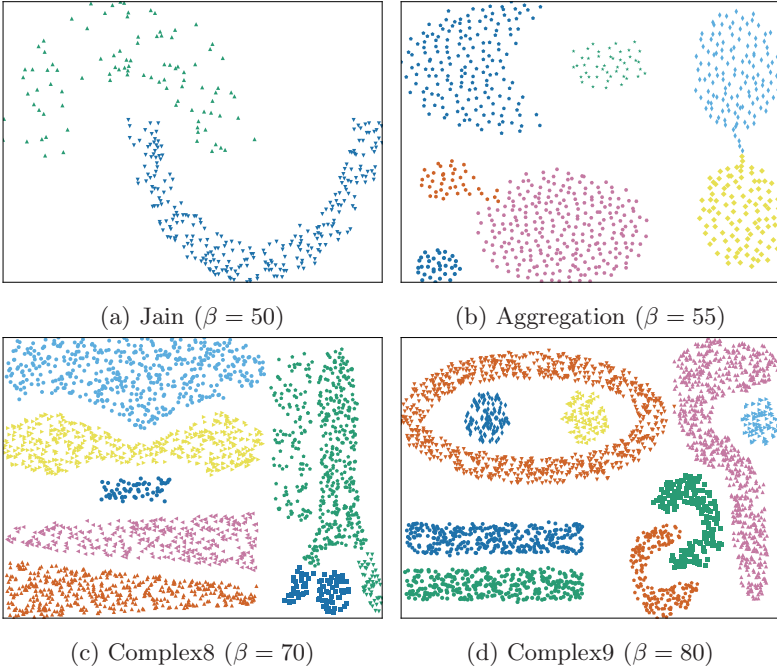 (a) Jain (β = 50)
(b) Aggregation (β = 55)
(c) Complex8 (β = 70)
(d) Complex9 (β = 80)